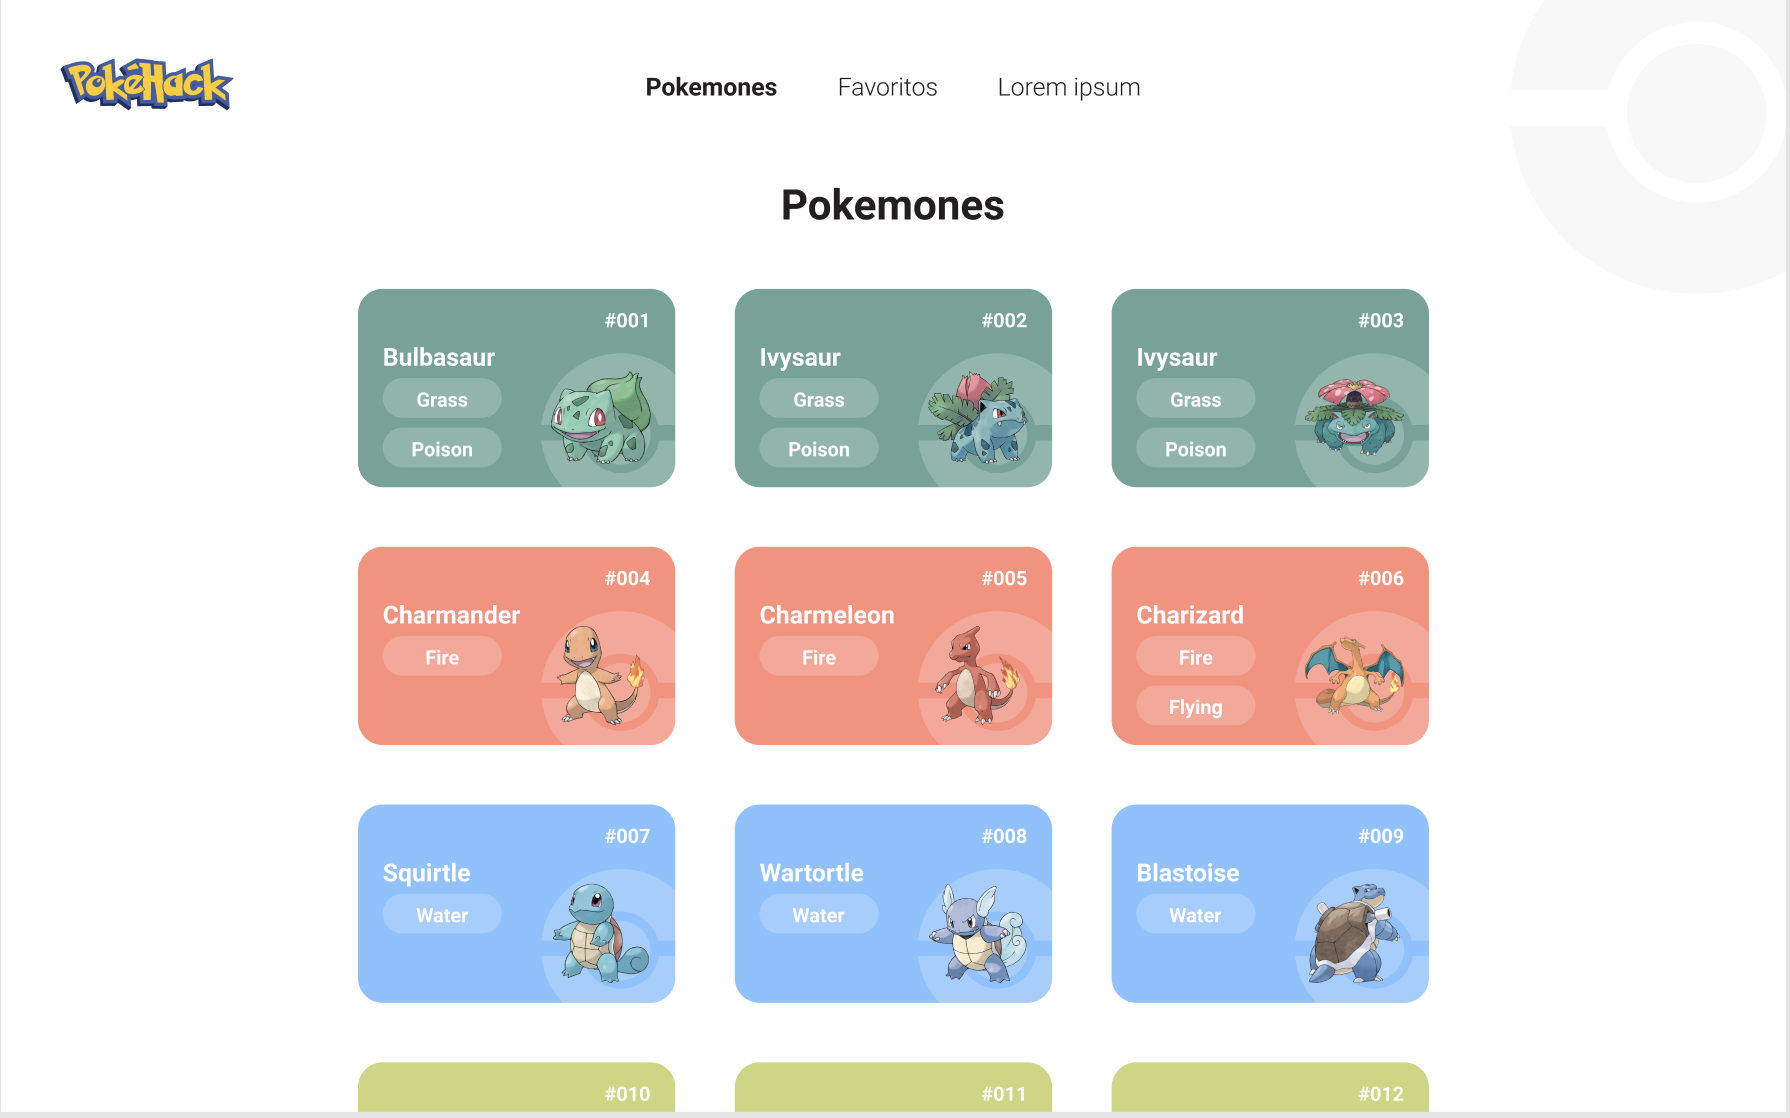 PokéHack
Pokemones
Favoritos
Lorem ipsum
Pokemones
#001
Bulbasaur
Grass
Poison
#002
Ivysaur
Grass
Poison
#003
Ivysaur
Grass
Poison
#004
Charmander
Fire
#005
Charmeleon
Fire
#006
Charizard
Fire
Flying
#007
Squirtle
Water
#008
Wartortle
Water
#009
Blastoise
Water
#010
#011
#012